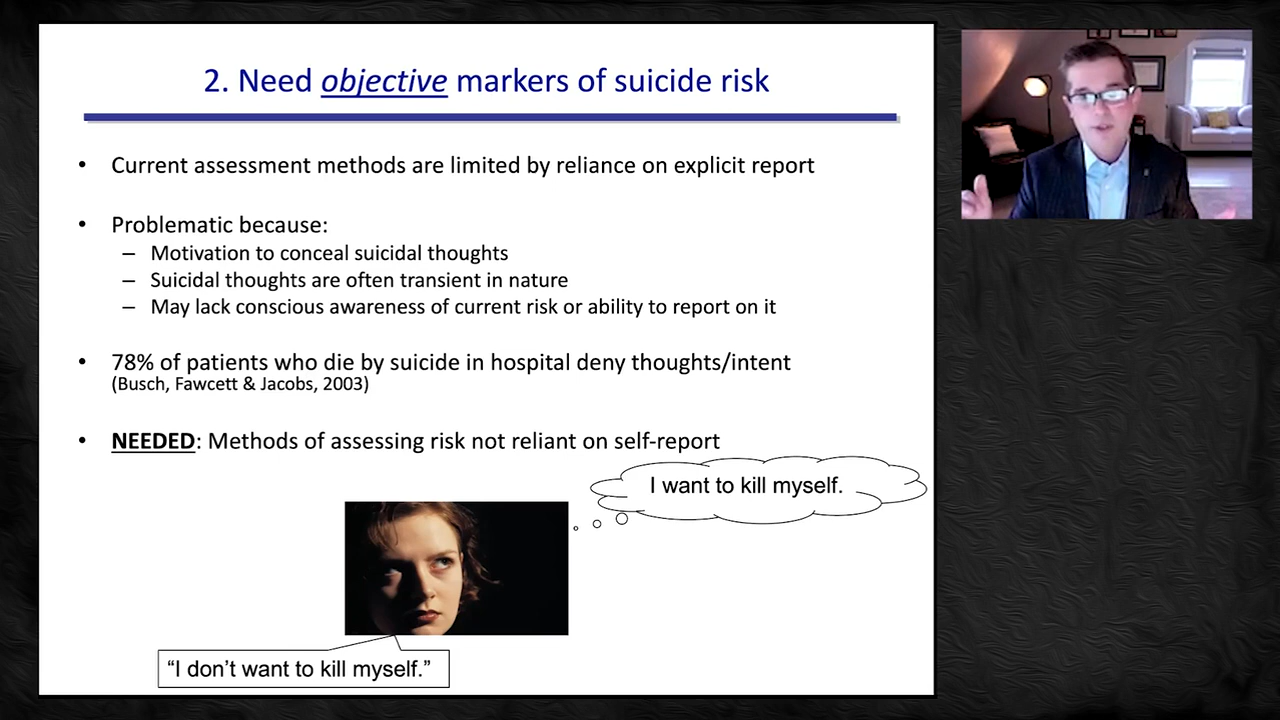 2. Need objective markers of suicide risk
• Current assessment methods are limited by reliance on explicit report
• Problematic because:
– Motivation to conceal suicidal thoughts
– Suicidal thoughts are often transient in nature
– May lack conscious awareness of current risk or ability to report on it
• 78% of patients who die by suicide in hospital deny thoughts/intent
(Busch, Fawcett & Jacobs, 2003)
• NEEDED: Methods of assessing risk not reliant on self-report
I want to kill myself.
“I don’t want to kill myself.”